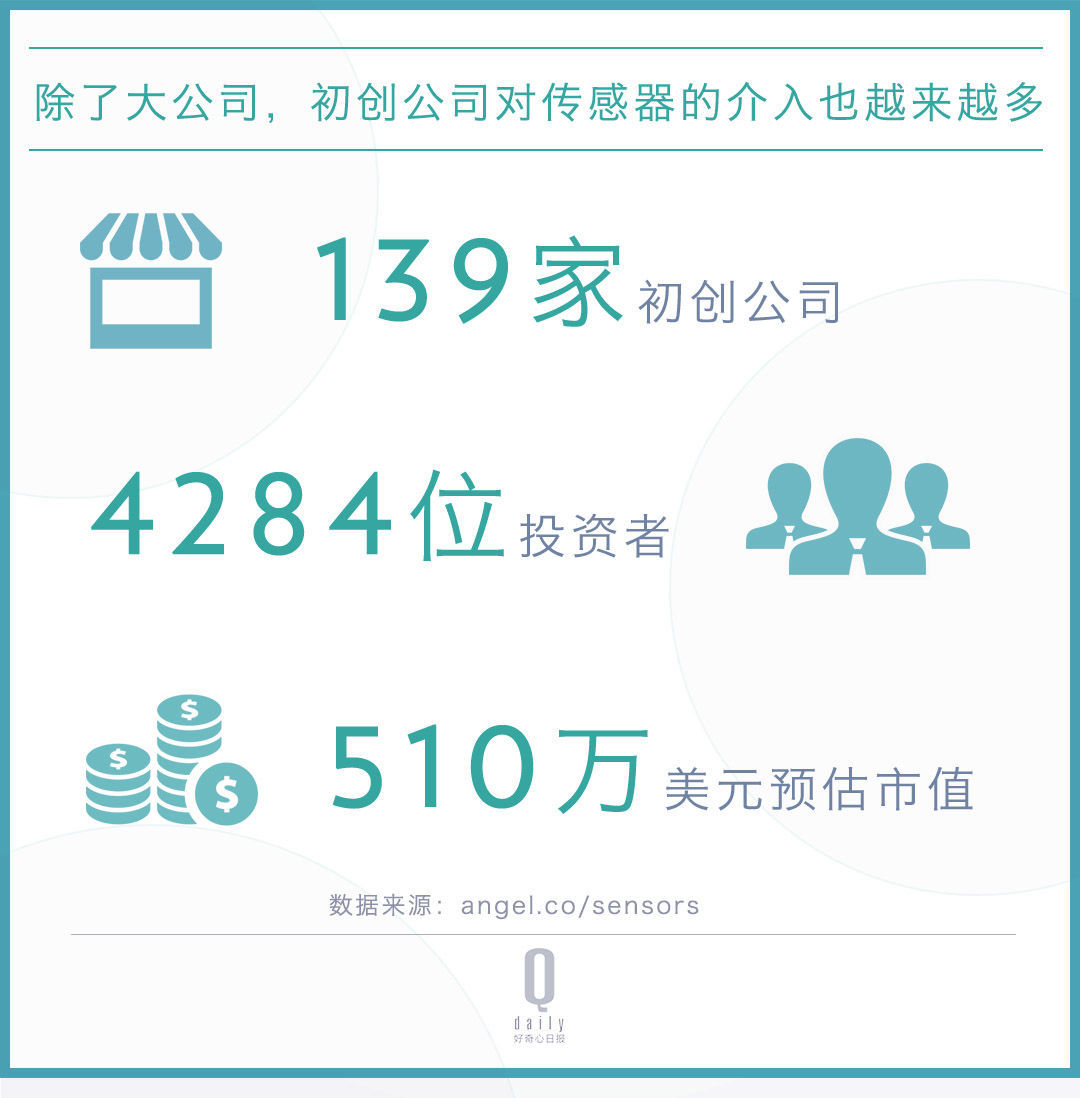 除了大公司，初创公司对传感器的介入也越来越多
139家初创公司
4284位投资者
$ $ $
510万美元预估市值
数据来源：angel.co/sensors
Q
daily
好奇心日报